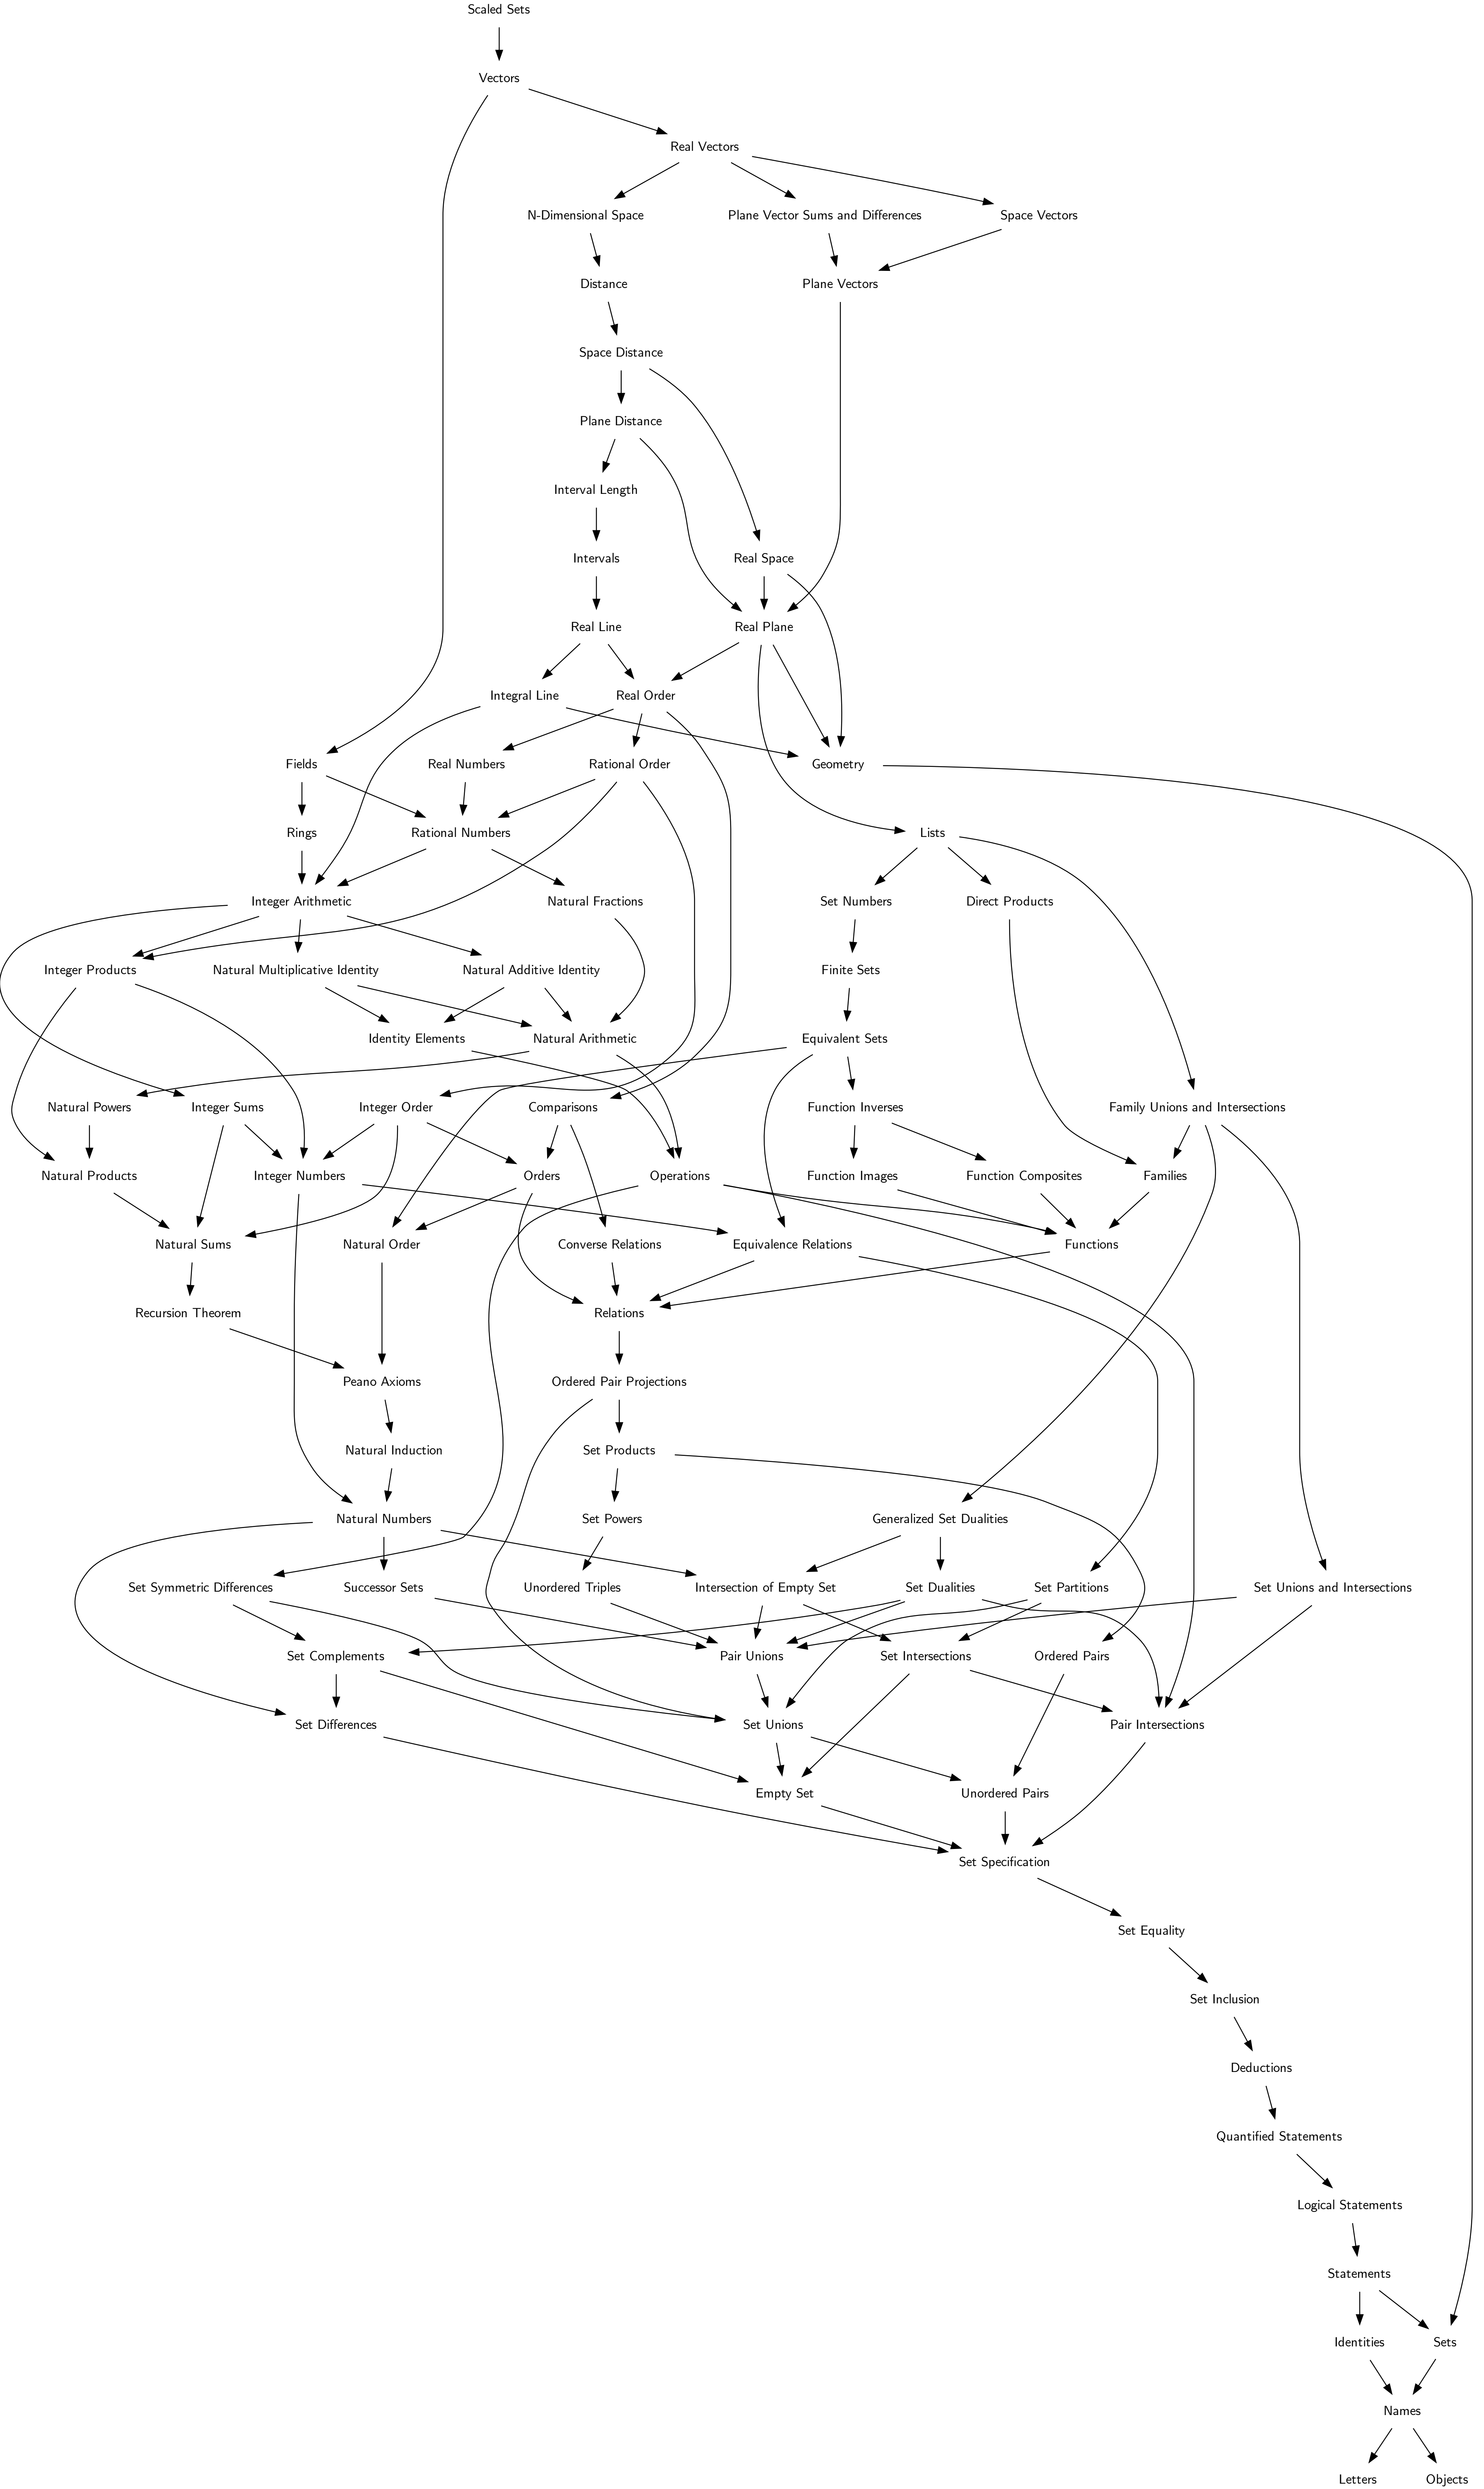 Scaled Sets
Vectors
Real Vectors
N-Dimensional Space
Plane Vector Sums and Differences
Space Vectors
Distance
Plane Vectors
Space Distance
Plane Distance
Interval Length
Intervals
Real Space
Real Line
Real Plane
Integral Line
Real Order
Fields
Real Numbers
Rational Order
Geometry
Rings
Rational Numbers
Lists
Integer Arithmetic
Natural Fractions
Set Numbers
Direct Products
Integer Products
Natural Multiplicative Identity
Natural Additive Identity
Finite Sets
Identity Elements
Natural Arithmetic
Equivalent Sets
Natural Powers
Integer Sums
Integer Order
Comparisons
Function Inverses
Family Unions and Intersections
Natural Products
Integer Numbers
Orders
Operations
Function Images
Function Composites
Families
Natural Sums
Natural Order
Converse Relations
Equivalence Relations
Functions
Recursion Theorem
Relations
Peano Axioms
Ordered Pair Projections
Natural Induction
Set Products
Natural Numbers
Set Powers
Generalized Set Dualities
Set Symmetric Differences
Successor Sets
Unordered Triples
Intersection of Empty Set
Set Dualities
Set Partitions
Set Unions and Intersections
Set Complements
Pair Unions
Set Intersections
Ordered Pairs
Set Differences
Set Unions
Pair Intersections
Empty Set
Unordered Pairs
Set Specification
Set Equality
Set Inclusion
Deductions
Quantified Statements
Logical Statements
Statements
Identities
Sets
Names
Letters
Objects